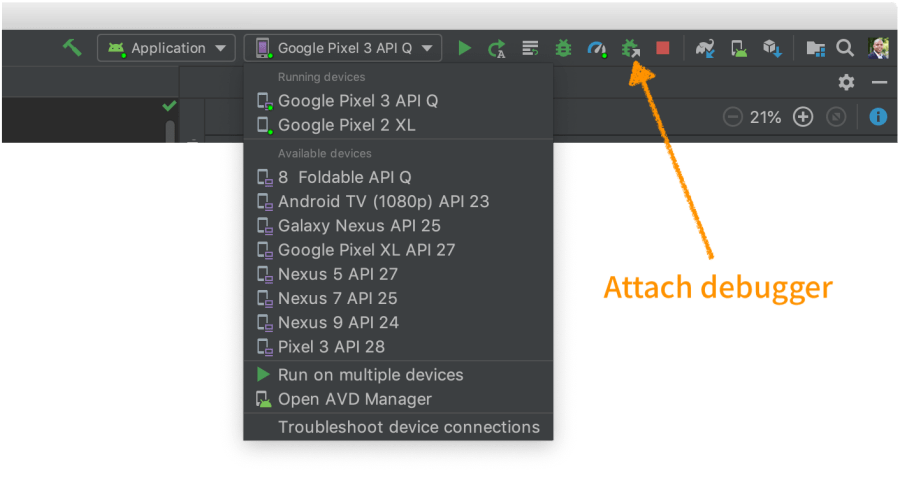 Application
Google Pixel 3 API Q
Running devices
Google Pixel 3 API Q
Google Pixel 2 XL
21%
Available devices
8 Foldable API Q
Android TV (1080p) API 23
Galaxy Nexus API 25
Google Pixel XL API 27
Nexus 5 API 27
Nexus 7 API 25
Nexus 9 API 24
Pixel 3 API 28
Run on multiple devices
Open AVD Manager
Troubleshoot device connections
Attach debugger